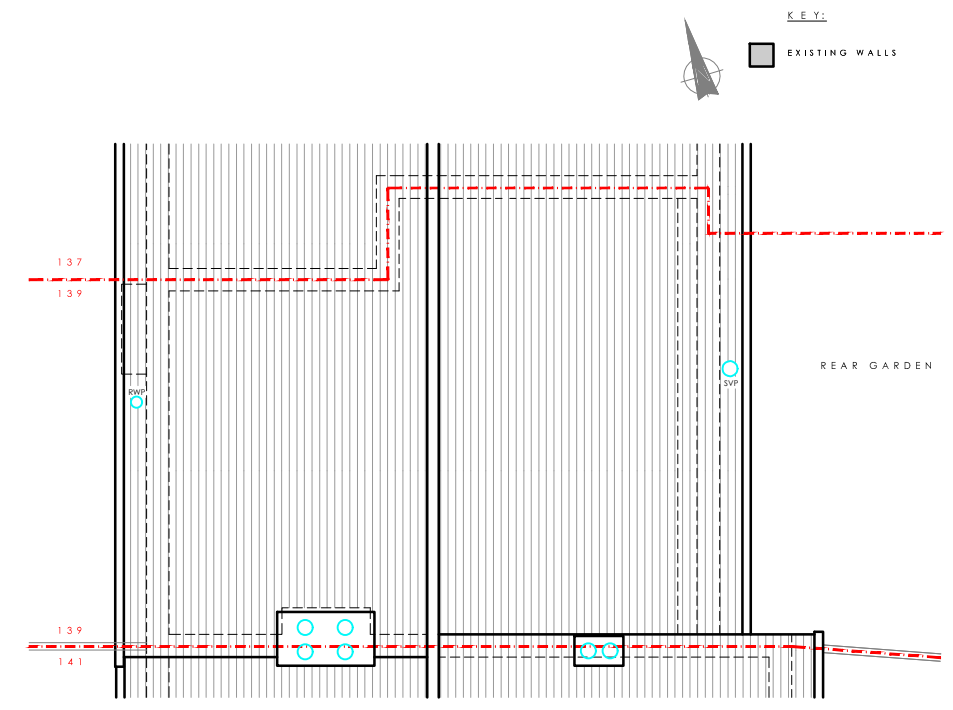 KEY:
EXISTING WALLS
137
139
REAR GARDEN
SVP
RWP
139
141